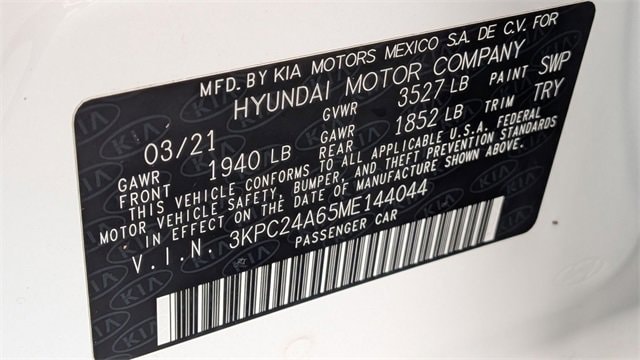 MFD. BY KIA MOTORS MEXICO S.A. DE C.V. FOR
HYUNDAI MOTOR COMPANY
03/21 GVWR 3527 LB PAINT SWP
GAWR FRONT 1940 LB GAWR REAR 1852 LB TRIM TRY
THIS VEHICLE CONFORMS TO ALL APPLICABLE U.S.A. FEDERAL
MOTOR VEHICLE SAFETY, BUMPER, AND THEFT PREVENTION STANDARDS
IN EFFECT ON THE DATE OF MANUFACTURE SHOWN ABOVE.
V.I.N. 3KPC24A65ME144044
PASSENGER CAR